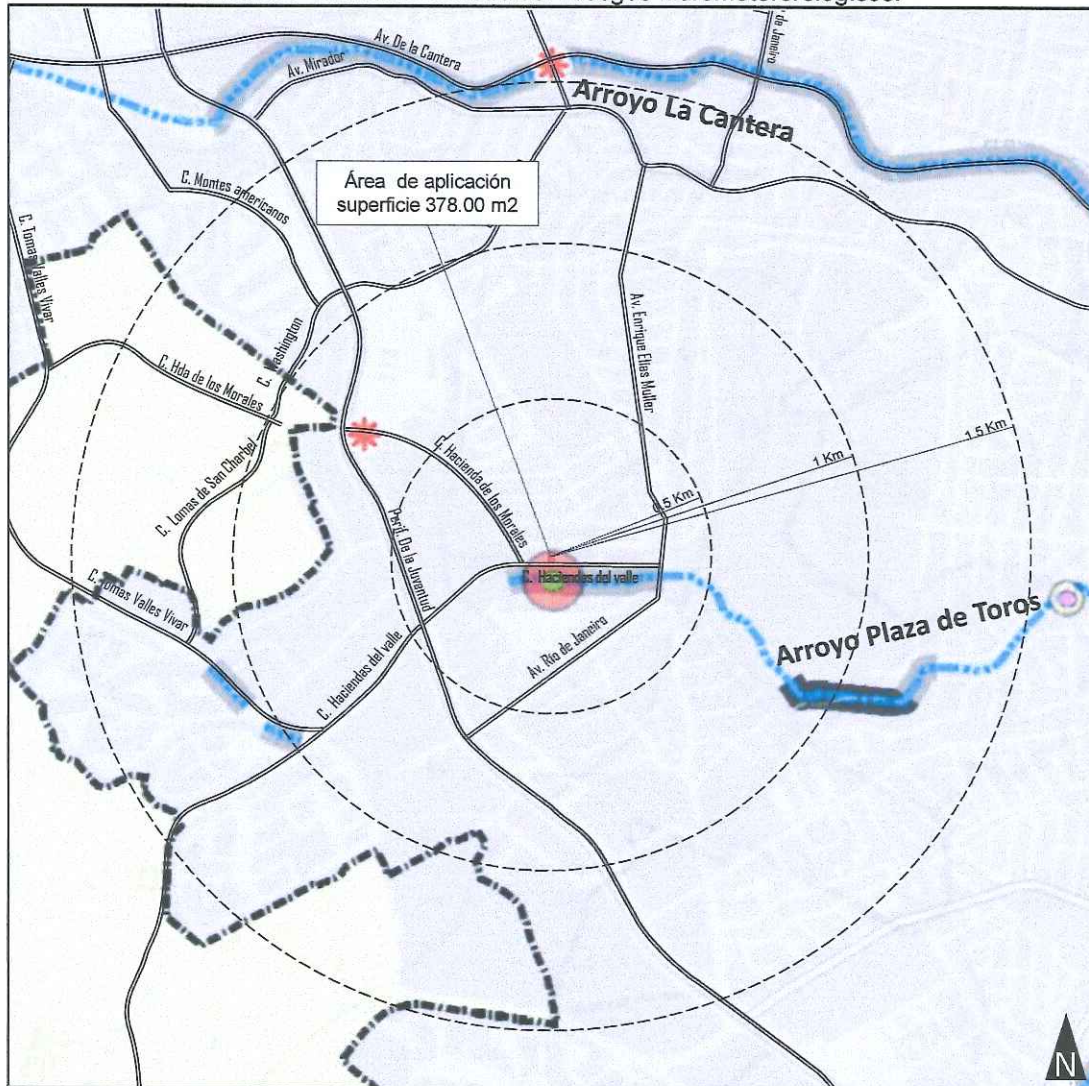 hidrometereológicos.
Av. De la Cantera
Av. Mirador
de Janeiro
Arroyo La Cantera
Área de aplicación
superficie 378.00 m2
C. Montes americanos
C. Tomas Valles Vivar
Av. Enrique Elías Muller
C. Washington
C. Hda de los Morales
C. Hacienda de los Morales
C. Lomas de San Charbel
1.5 Km
1 Km
0.5 Km
Perif. De la Juventud
C. Haciendas del valle
C. Tomas Valles Vivar
C. Haciendas del valle
Av. Río de Janeiro
Arroyo Plaza de Toros
N